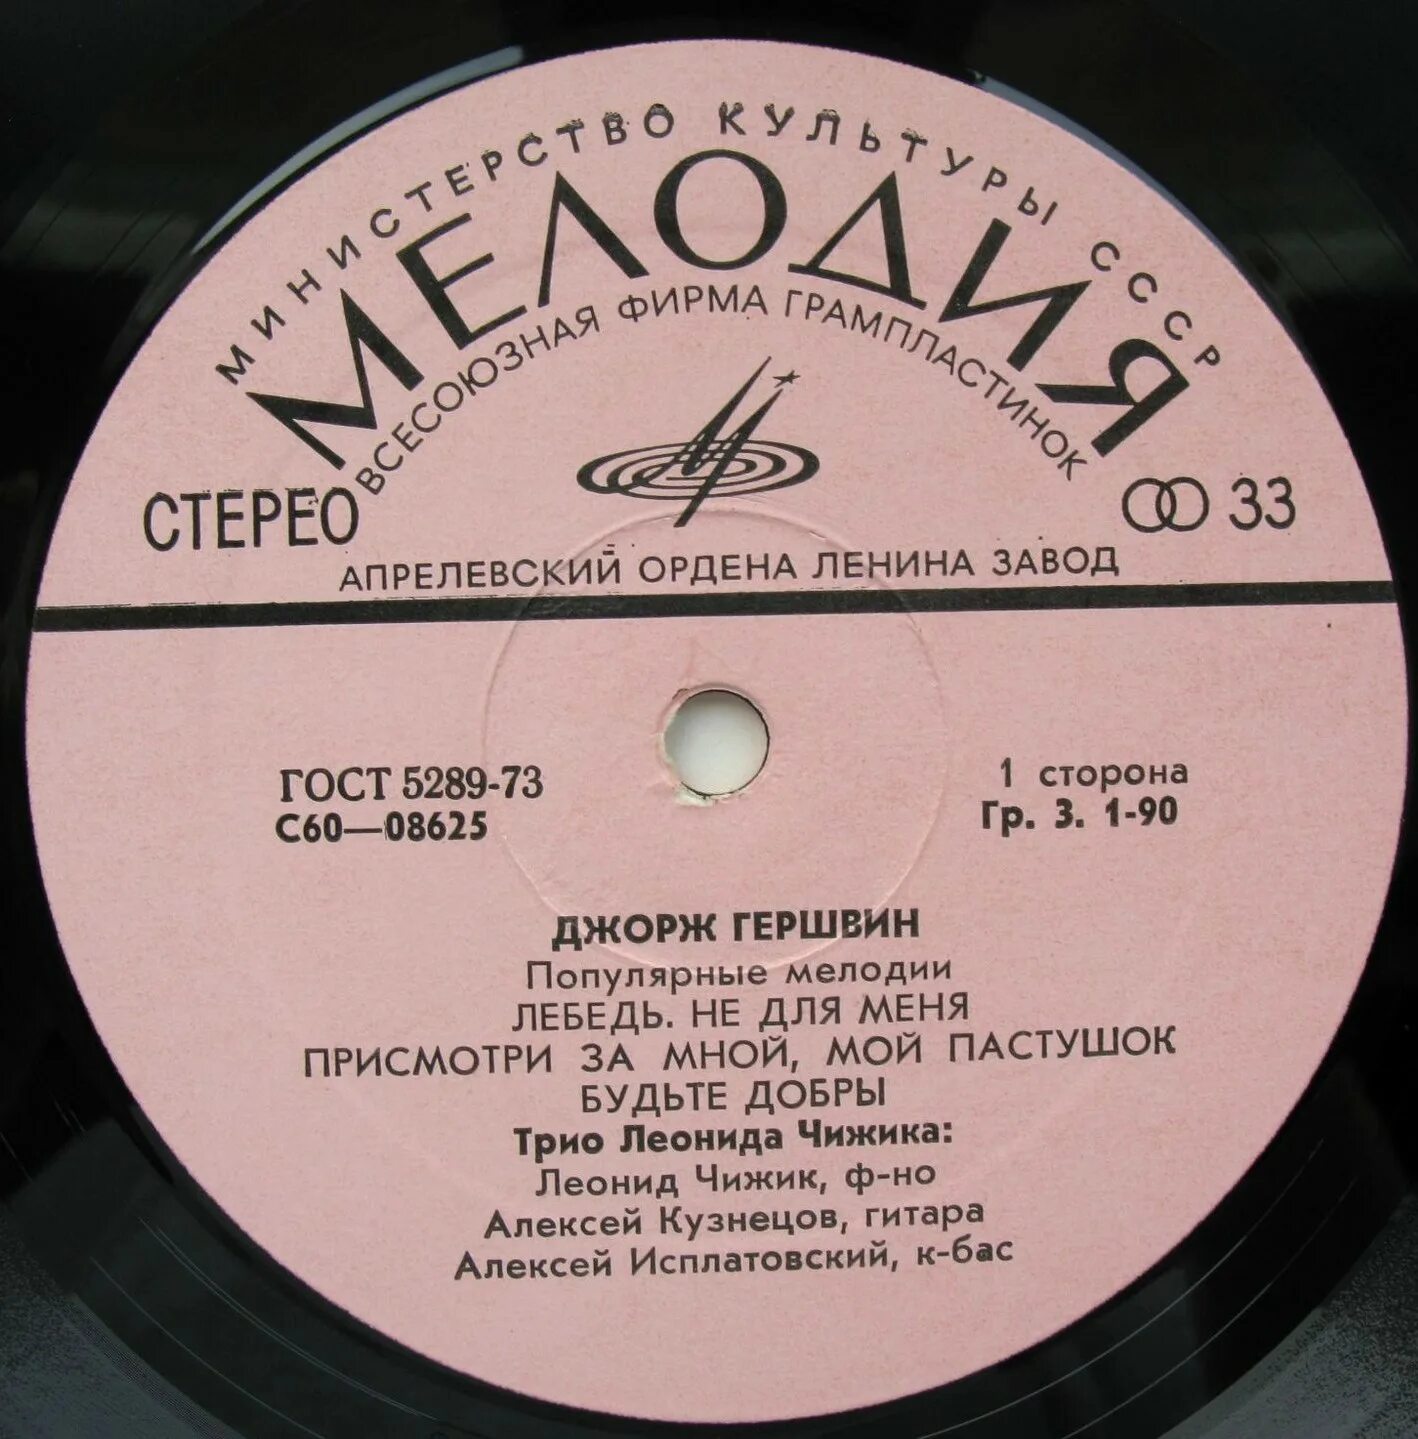 МИНИСТЕРСТВО КУЛЬТУРЫ СССР
МЕЛОДИЯ
ВСЕСОЮЗНАЯ ФИРМА ГРАМПЛАСТИНОК
СТЕРЕО
33
АПРЕЛЕВСКИЙ ОРДЕНА ЛЕНИНА ЗАВОД
ГОСТ 5289-73
С60—08625
1 сторона
Гр. 3. 1-90
ДЖОРЖ ГЕРШВИН
Популярные мелодии
ЛЕБЕДЬ. НЕ ДЛЯ МЕНЯ
ПРИСМОТРИ ЗА МНОЙ, МОЙ ПАСТУШОК
БУДЬТЕ ДОБРЫ
Трио Леонида Чижика:
Леонид Чижик, ф-но
Алексей Кузнецов, гитара
Алексей Исплатовский, к-бас